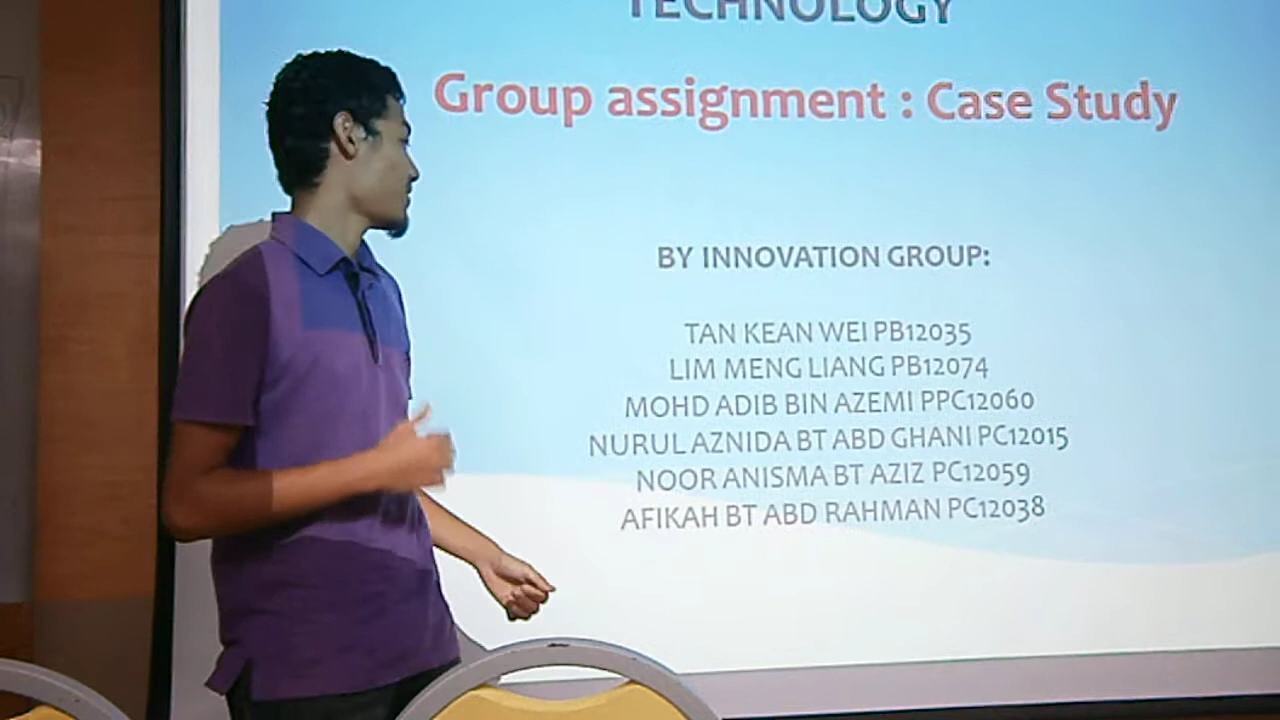 TECHNOLOGY
Group assignment : Case Study
BY INNOVATION GROUP:
TAN KEAN WEI PB12035
LIM MENG LIANG PB12074
MOHD ADIB BIN AZEMI PPC12060
NURUL AZNIDA BT ABD GHANI PC12015
NOOR ANISMA BT AZIZ PC12059
AFIKAH BT ABD RAHMAN PC12038